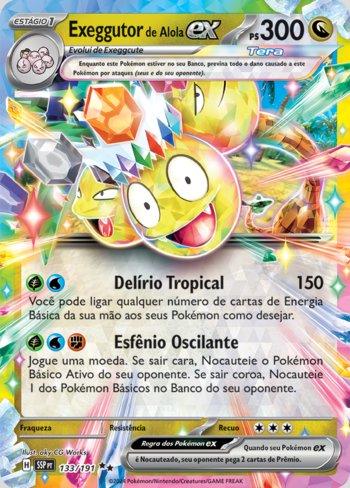 ESTÁGIO 1
Exeggutor de Alola ex PS 300
Evolui de Exeggcute
Tera
Enquanto este Pokémon estiver no seu Banco, previna todo o dano causado a este
Pokémon por ataques (seus e do seu oponente).
Delírio Tropical 150
Você pode ligar qualquer número de cartas de Energia
Básica da sua mão aos seus Pokémon como desejar.
Esfênio Oscilante
Jogue uma moeda. Se sair cara, Nocauteie o Pokémon
Básico Ativo do seu oponente. Se sair coroa, Nocauteie
1 dos Pokémon Básicos no Banco do seu oponente.
Fraqueza Resistência Recuo
Illust. aky CG Works
H SSP PT 133/191
Regra dos Pokémon ex
Quando seu Pokémon ex
é Nocauteado, seu oponente pega 2 cartas de Prêmio.
©2024 Pokémon/Nintendo/Creatures/GAME FREAK